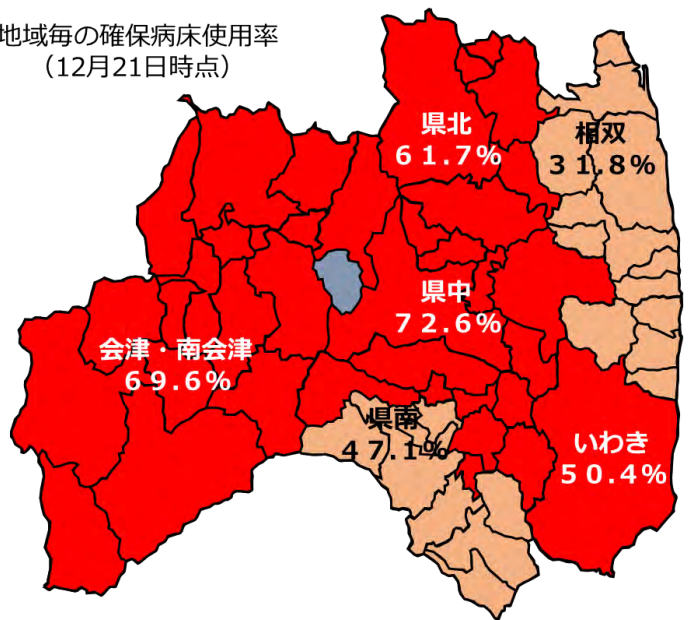 地域毎の確保病床使用率
（12月21日時点）
県北
61.7%
相双
31.8%
県中
72.6%
会津・南会津
69.6%
県南
47.1%
いわき
50.4%